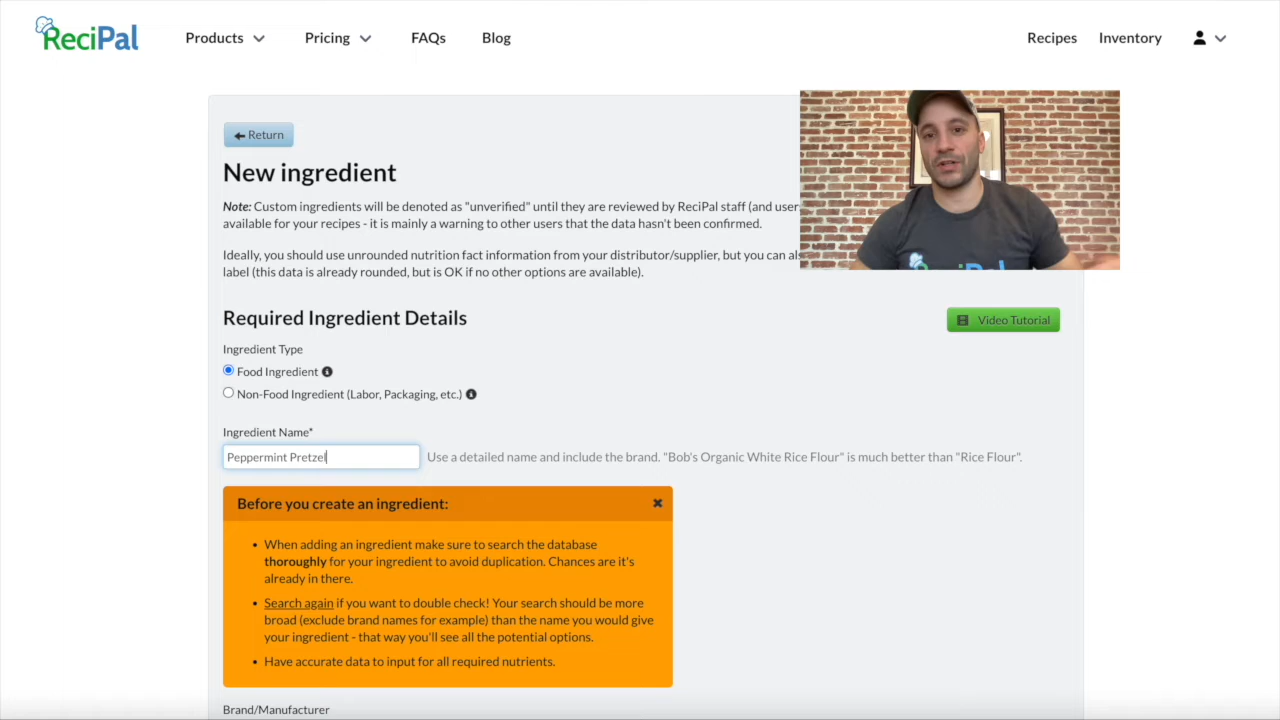 ReciPal
Products
Pricing
FAQs
Blog
Recipes
Inventory
Return
New ingredient
Note: Custom ingredients will be denoted as "unverified" until they are reviewed by ReciPal staff (and user
available for your recipes - it is mainly a warning to other users that the data hasn't been confirmed.
Ideally, you should use unrounded nutrition fact information from your distributor/supplier, but you can als
label (this data is already rounded, but is OK if no other options are available).
ReciPal
Required Ingredient Details
Video Tutorial
Ingredient Type
Food Ingredient
Non-Food Ingredient (Labor, Packaging, etc.)
Ingredient Name*
Peppermint Pretzel
Use a detailed name and include the brand. "Bob's Organic White Rice Flour" is much better than "Rice Flour".
Before you create an ingredient:
• When adding an ingredient make sure to search the database
thoroughly for your ingredient to avoid duplication. Chances are it's
already in there.
• Search again if you want to double check! Your search should be more
broad (exclude brand names for example) than the name you would give
your ingredient - that way you'll see all the potential options.
• Have accurate data to input for all required nutrients.
Brand/Manufacturer